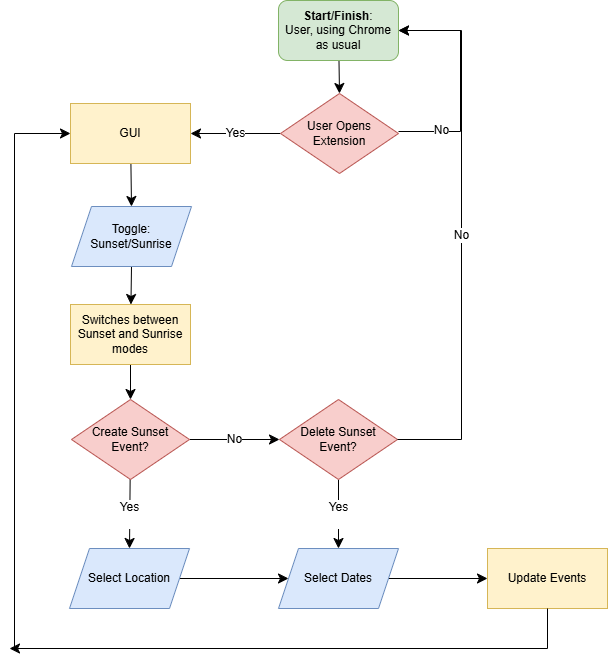 Start/Finish:
User, using Chrome
as usual
User Opens
Extension
No
Yes
GUI
Toggle:
Sunset/Sunrise
No
Switches between
Sunset and Sunrise
modes
Create Sunset
Event?
No
Delete Sunset
Event?
Yes
Yes
Select Location
Select Dates
Update Events